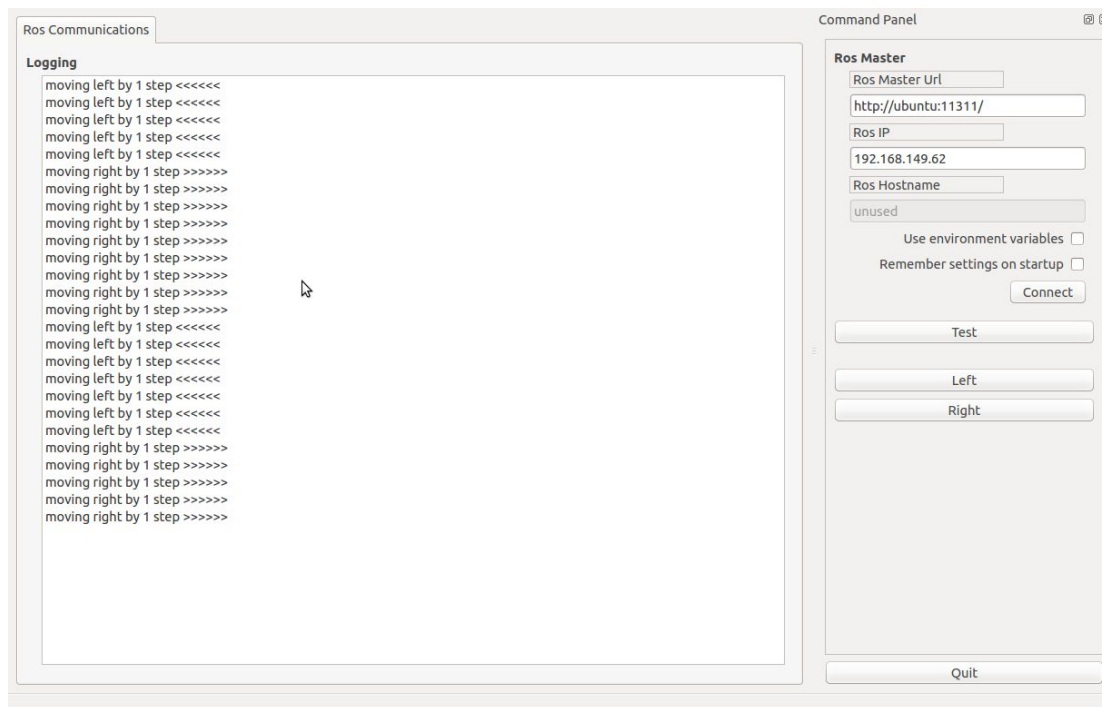 Ros Communications
Logging
moving left by 1 step <<<<<<
moving left by 1 step <<<<<<
moving left by 1 step <<<<<<
moving left by 1 step <<<<<<
moving left by 1 step <<<<<<
moving right by 1 step >>>>>>
moving right by 1 step >>>>>>
moving right by 1 step >>>>>>
moving right by 1 step >>>>>>
moving right by 1 step >>>>>>
moving right by 1 step >>>>>>
moving right by 1 step >>>>>>
moving right by 1 step >>>>>>
moving right by 1 step >>>>>>
moving left by 1 step <<<<<<
moving left by 1 step <<<<<<
moving left by 1 step <<<<<<
moving left by 1 step <<<<<<
moving left by 1 step <<<<<<
moving left by 1 step <<<<<<
moving left by 1 step <<<<<<
moving right by 1 step >>>>>>
moving right by 1 step >>>>>>
moving right by 1 step >>>>>>
moving right by 1 step >>>>>>
moving right by 1 step >>>>>>
Command Panel
Ros Master
Ros Master Url
http://ubuntu:11311/
Ros IP
192.168.149.62
Ros Hostname
unused
Use environment variables
Remember settings on startup
Connect
Test
Left
Right
Quit